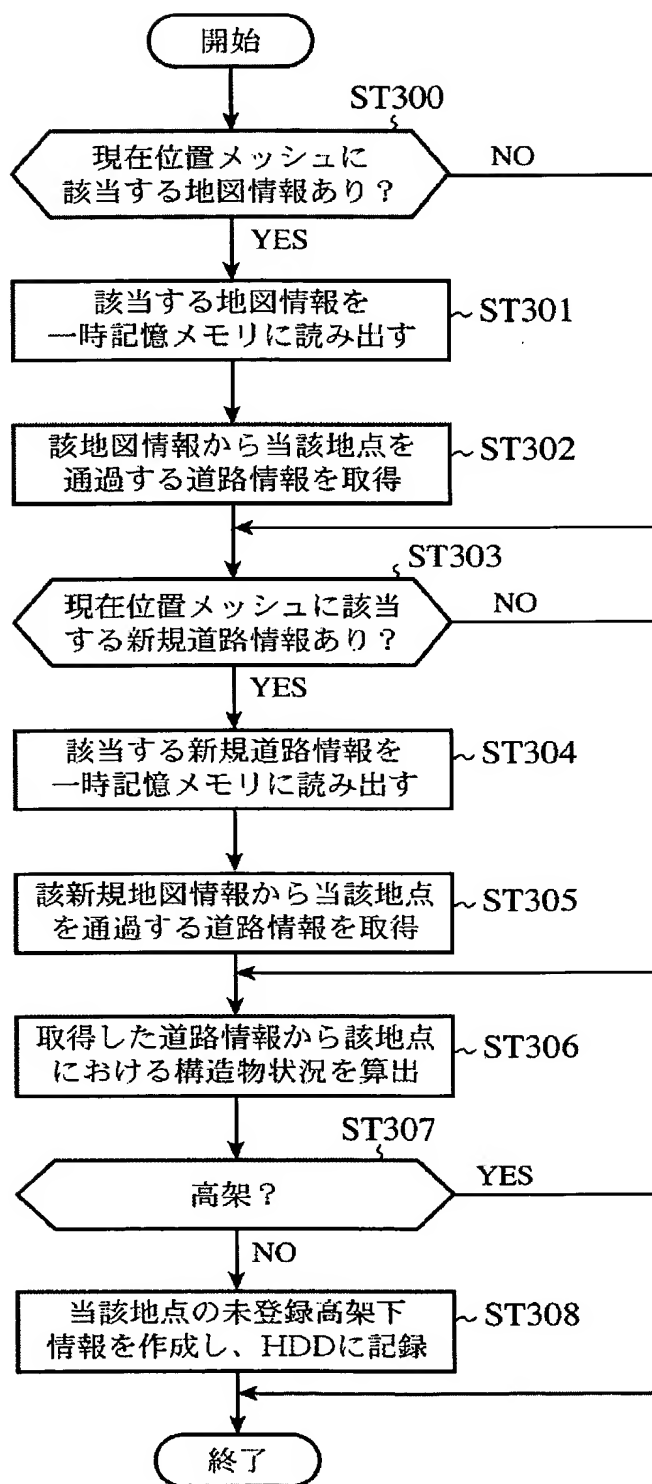 開始
ST300
現在位置メッシュに
該当する地図情報あり？
NO
YES
該当する地図情報を
一時記憶メモリに読み出す
ST301
該地図情報から当該地点を
通過する道路情報を取得
ST302
ST303
現在位置メッシュに該当
する新規道路情報あり？
NO
YES
該当する新規道路情報を
一時記憶メモリに読み出す
ST304
該新規地図情報から当該地点
を通過する道路情報を取得
ST305
取得した道路情報から該地点
における構造物状況を算出
ST306
ST307
高架？
YES
NO
当該地点の未登録高架下
情報を作成し、HDDに記録
ST308
終了